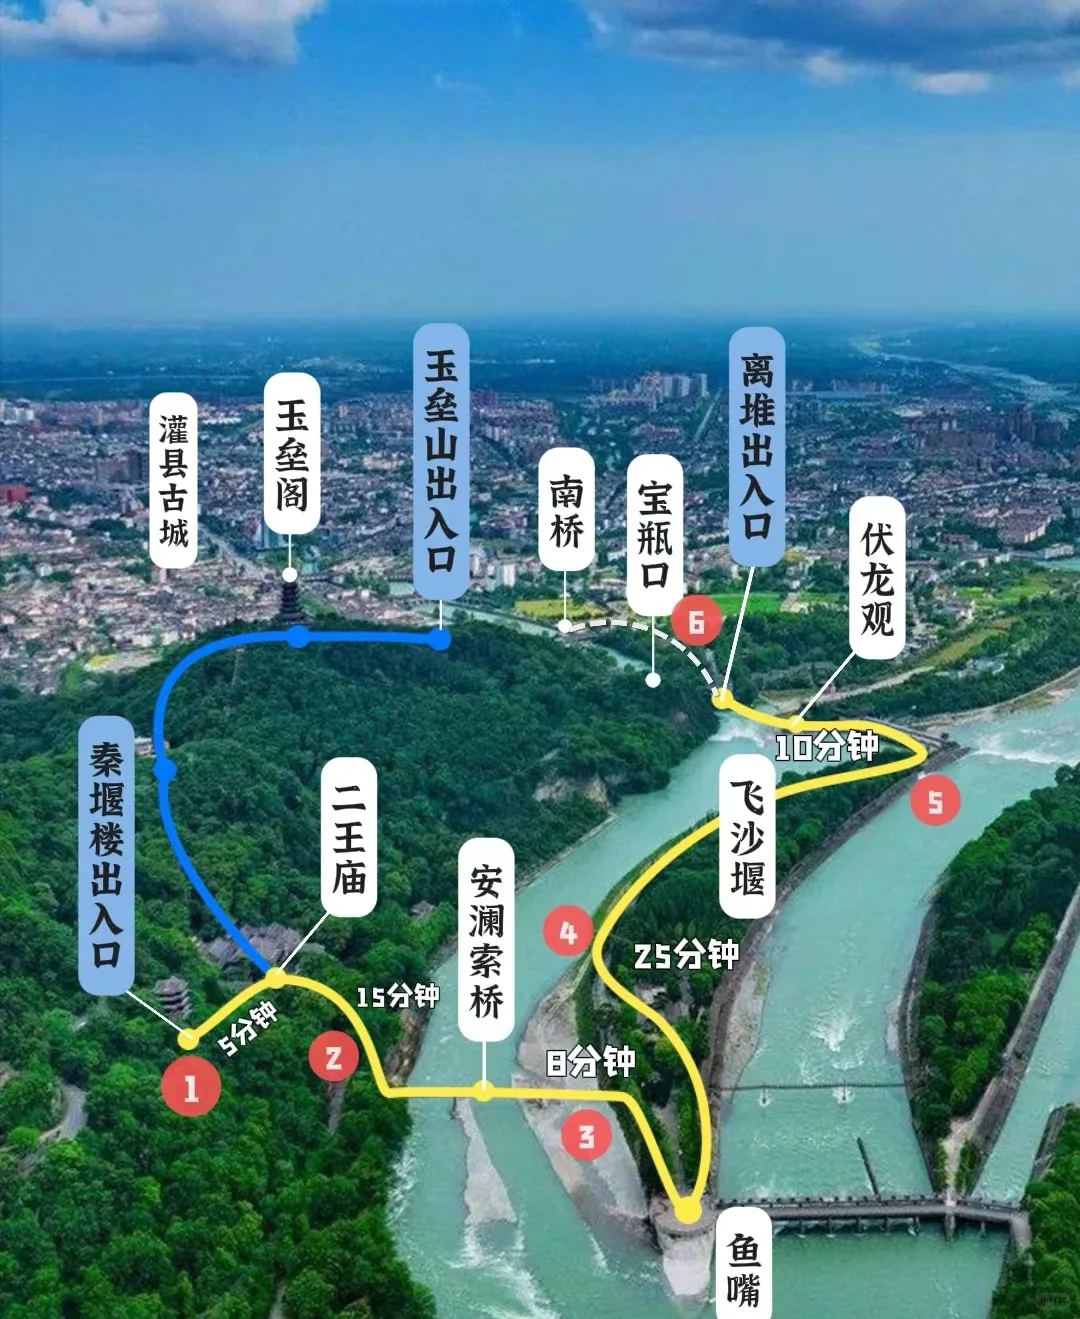 玉垒山出入口
离堆出入口
玉垒阁
灌县古城
南桥
宝瓶口
伏龙观
6
10分钟
秦堰楼出入口
二王庙
飞沙堰
5
安澜索桥
4
25分钟
15分钟
5分钟
2
8分钟
1
3
鱼嘴